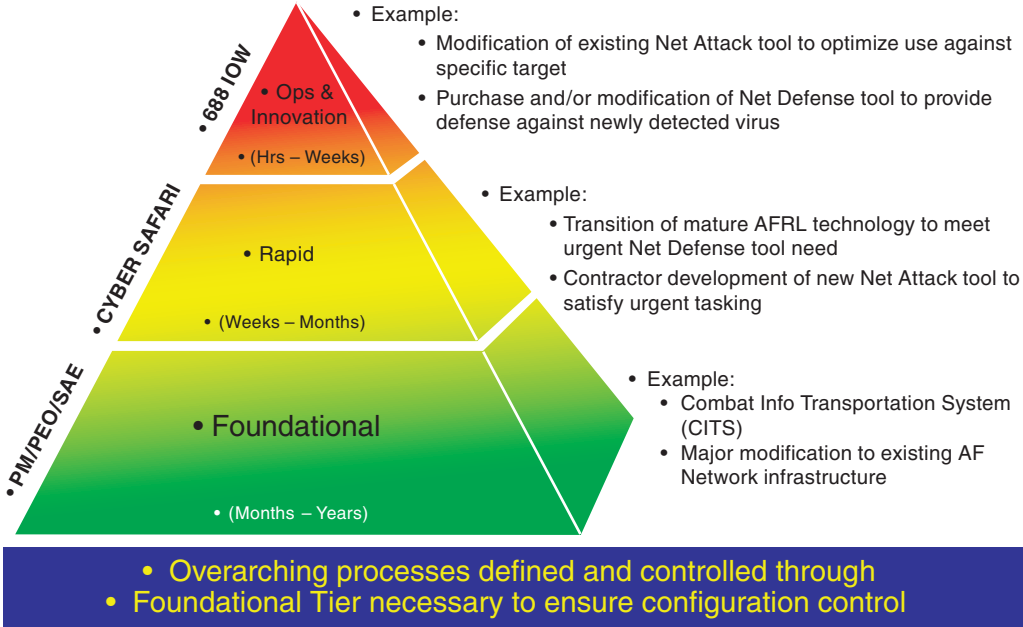 • 688 IOW
• Ops &
Innovation
• (Hrs – Weeks)
• Example:
• Modification of existing Net Attack tool to optimize use against
specific target
• Purchase and/or modification of Net Defense tool to provide
defense against newly detected virus
• CYBER SAFARI
• Rapid
• (Weeks – Months)
• Example:
• Transition of mature AFRL technology to meet
urgent Net Defense tool need
• Contractor development of new Net Attack tool to
satisfy urgent tasking
• PM/PEO/SAE
• Foundational
• (Months – Years)
• Example:
• Combat Info Transportation System
(CITS)
• Major modification to existing AF
Network infrastructure
• Overarching processes defined and controlled through
• Foundational Tier necessary to ensure configuration control